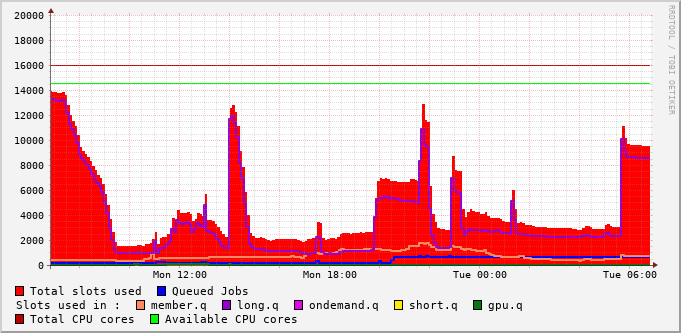 20000
18000
16000
14000
12000
10000
8000
6000
4000
2000
0
Mon 12:00 Mon 18:00 Tue 00:00 Tue 06:00
RRDTOOL / TOBI OETIKER
Total slots used Queued Jobs
Slots used in : member.q long.q ondemand.q short.q gpu.q
Total CPU cores Available CPU cores